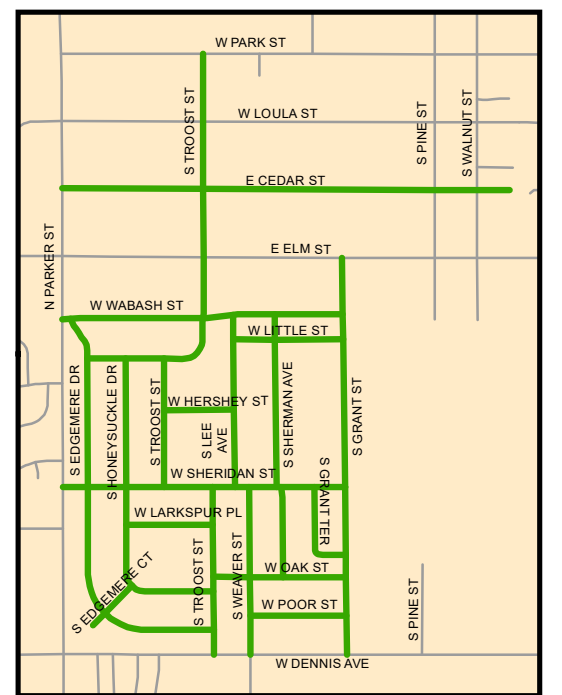 W PARK ST
S TROOST ST
W LOULA ST
S PINE ST
S WALNUT ST
E CEDAR ST
N PARKER ST
E ELM ST
W WABASH ST
W LITTLE ST
S EDGEMERE DR
S HONEYSUCKLE DR
S TROOST ST
W HERSHEY ST
S LEE
AVE
S SHERMAN AVE
S GRANT ST
W SHERIDAN ST
S GRANT TER
W LARKSPUR PL
S EDGEMERE CT
S TROOST ST
S WEAVER ST
W OAK ST
W POOR ST
S PINE ST
W DENNIS AVE